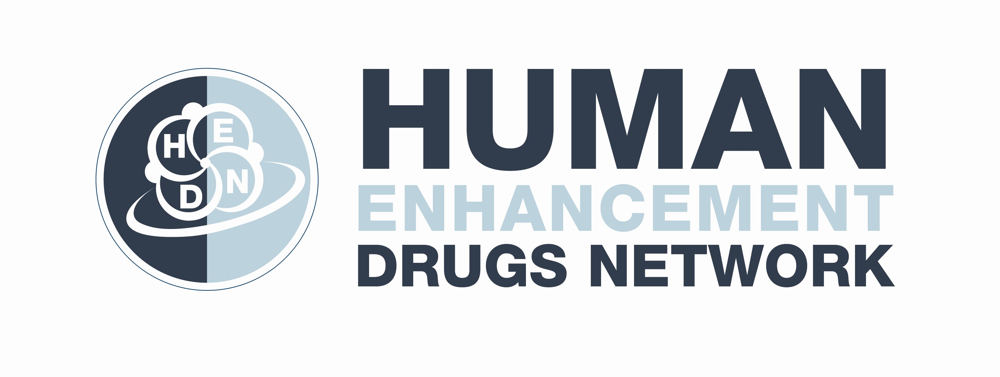 H E
D N
HUMAN
ENHANCEMENT
DRUGS NETWORK